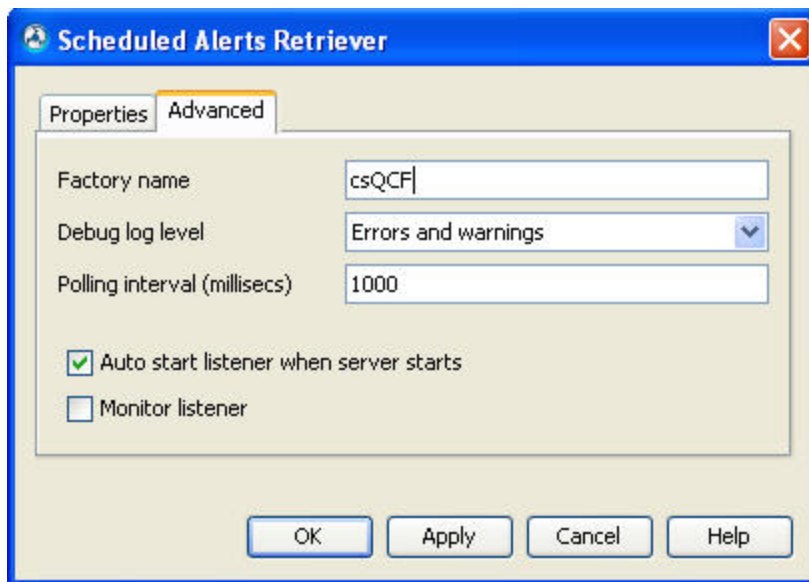 Scheduled Alerts Retriever
Properties Advanced
Factory name csQCF
Debug log level Errors and warnings
Polling interval (millisecs) 1000
Auto start listener when server starts
Monitor listener
OK Apply Cancel Help